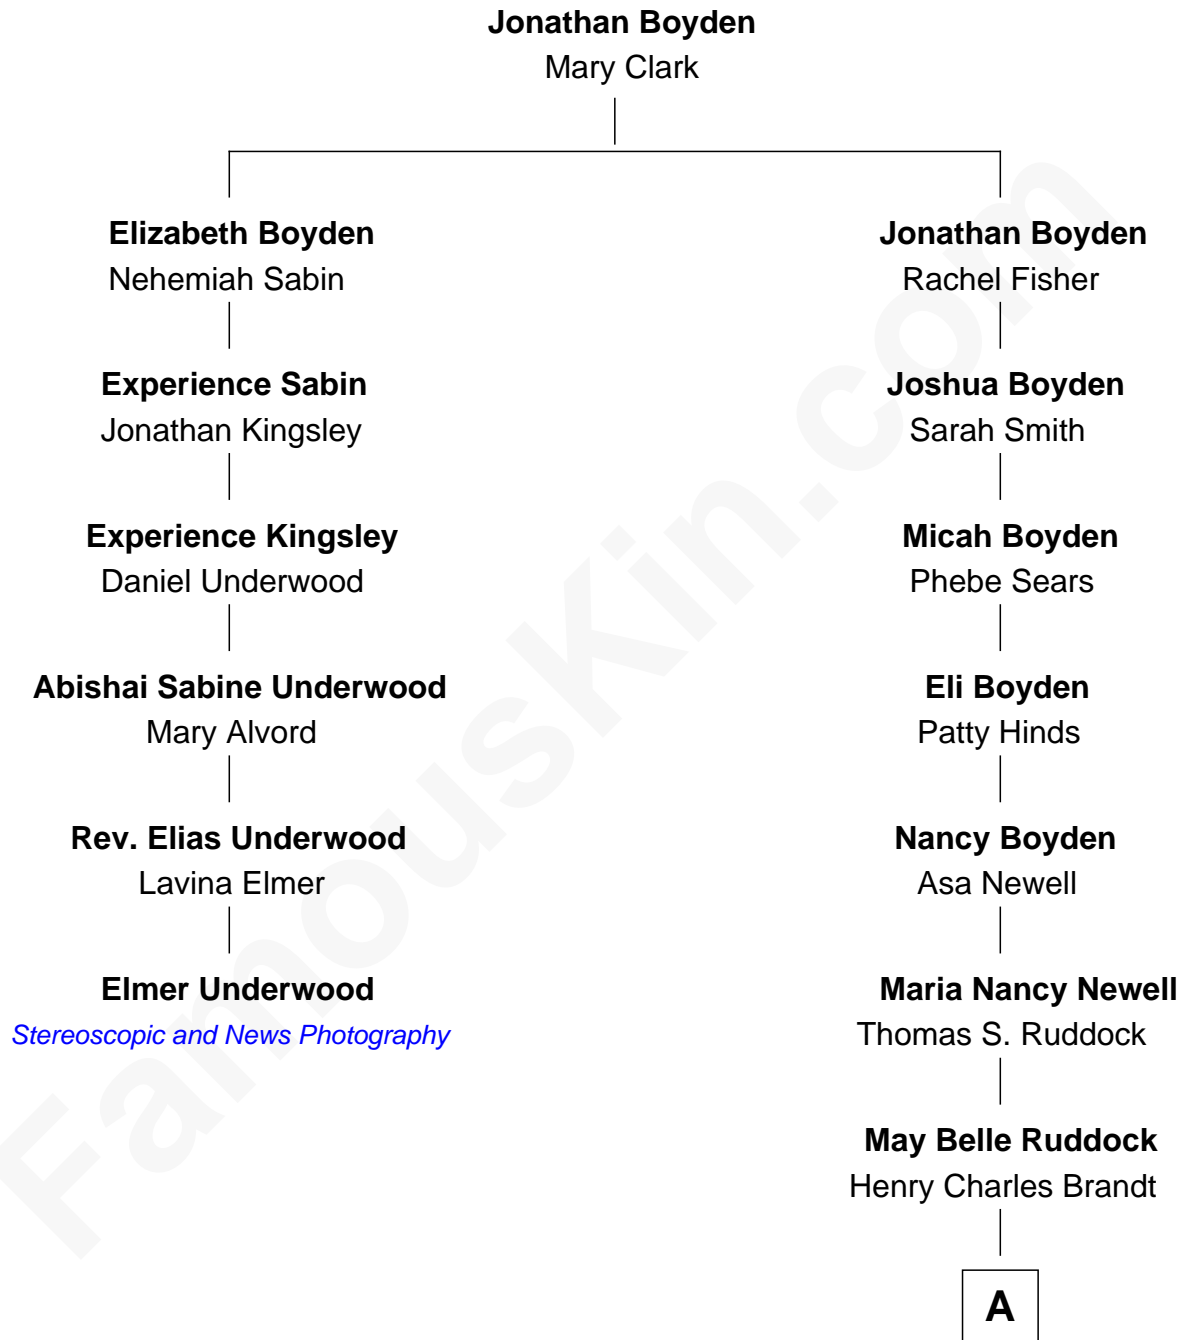 Jonathan Boyden
Mary Clark
Elizabeth Boyden
Nehemiah Sabin
Jonathan Boyden
Rachel Fisher
Experience Sabin
Jonathan Kingsley
Joshua Boyden
Sarah Smith
Experience Kingsley
Daniel Underwood
Micah Boyden
Phebe Sears
Abishai Sabine Underwood
Mary Alvord
Eli Boyden
Patty Hinds
Rev. Elias Underwood
Lavina Elmer
Nancy Boyden
Asa Newell
Elmer Underwood
Stereoscopic and News Photography
Maria Nancy Newell
Thomas S. Ruddock
May Belle Ruddock
Henry Charles Brandt
A
FamousKin.com